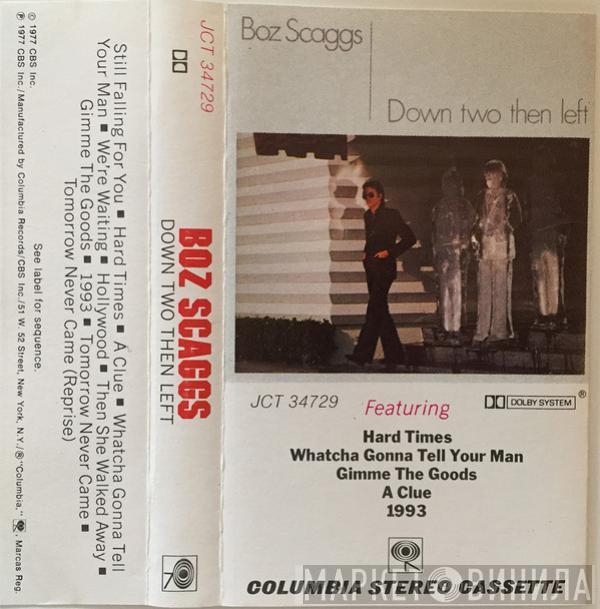 © 1977 CBS Inc.
℗ 1977 CBS Inc./Manufactured by Columbia Records/CBS Inc./51 W. 52 Street, New York, N.Y./® "Columbia," , Marcas Reg.
See label for sequence.
Still Falling For You ■ Hard Times ■ A Clue ■ Whatcha Gonna Tell
Your Man ■ We're Waiting ■ Hollywood ■ Then She Walked Away ■
Gimme The Goods ■ 1993 ■ Tomorrow Never Came ■
Tomorrow Never Came (Reprise)
JCT 34729
BOZ SCAGGS
DOWN TWO THEN LEFT
Boz Scaggs
Down two then left
JCT 34729
Featuring
DOLBY SYSTEM ®
Hard Times
Whatcha Gonna Tell Your Man
Gimme The Goods
A Clue
1993
COLUMBIA STEREO CASSETTE
МАРКЕТ ВИНИЛА